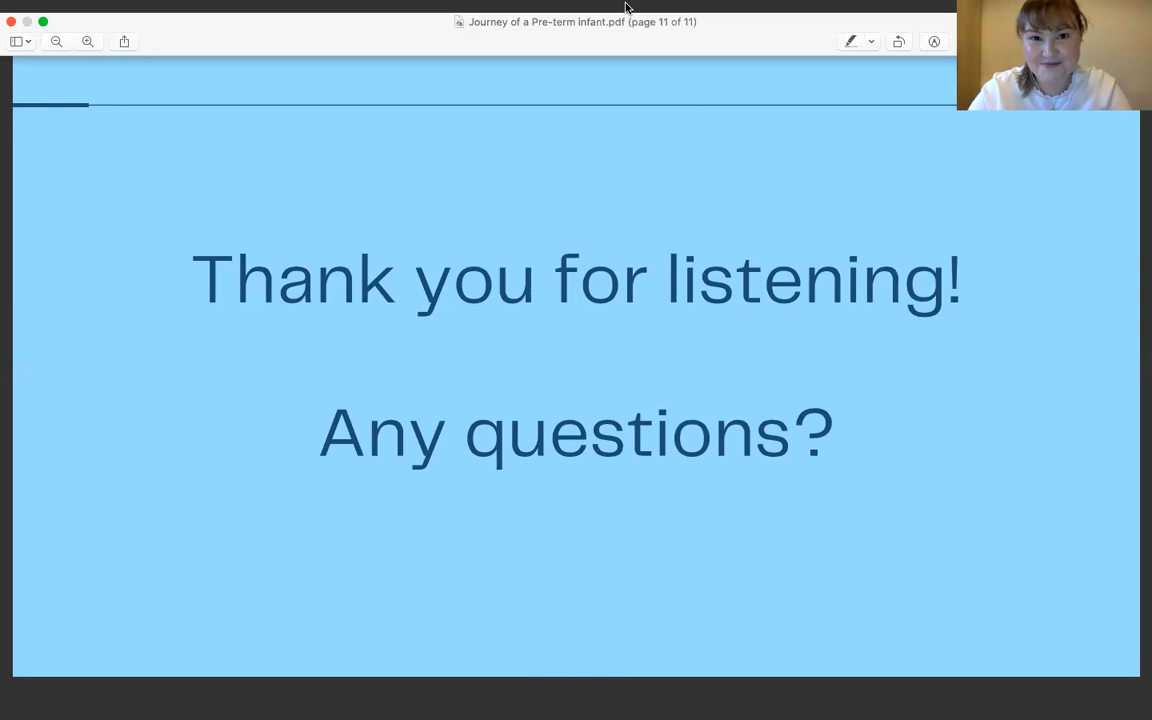 Journey of a Pre-term infant.pdf (page 11 of 11)
Thank you for listening!
Any questions?